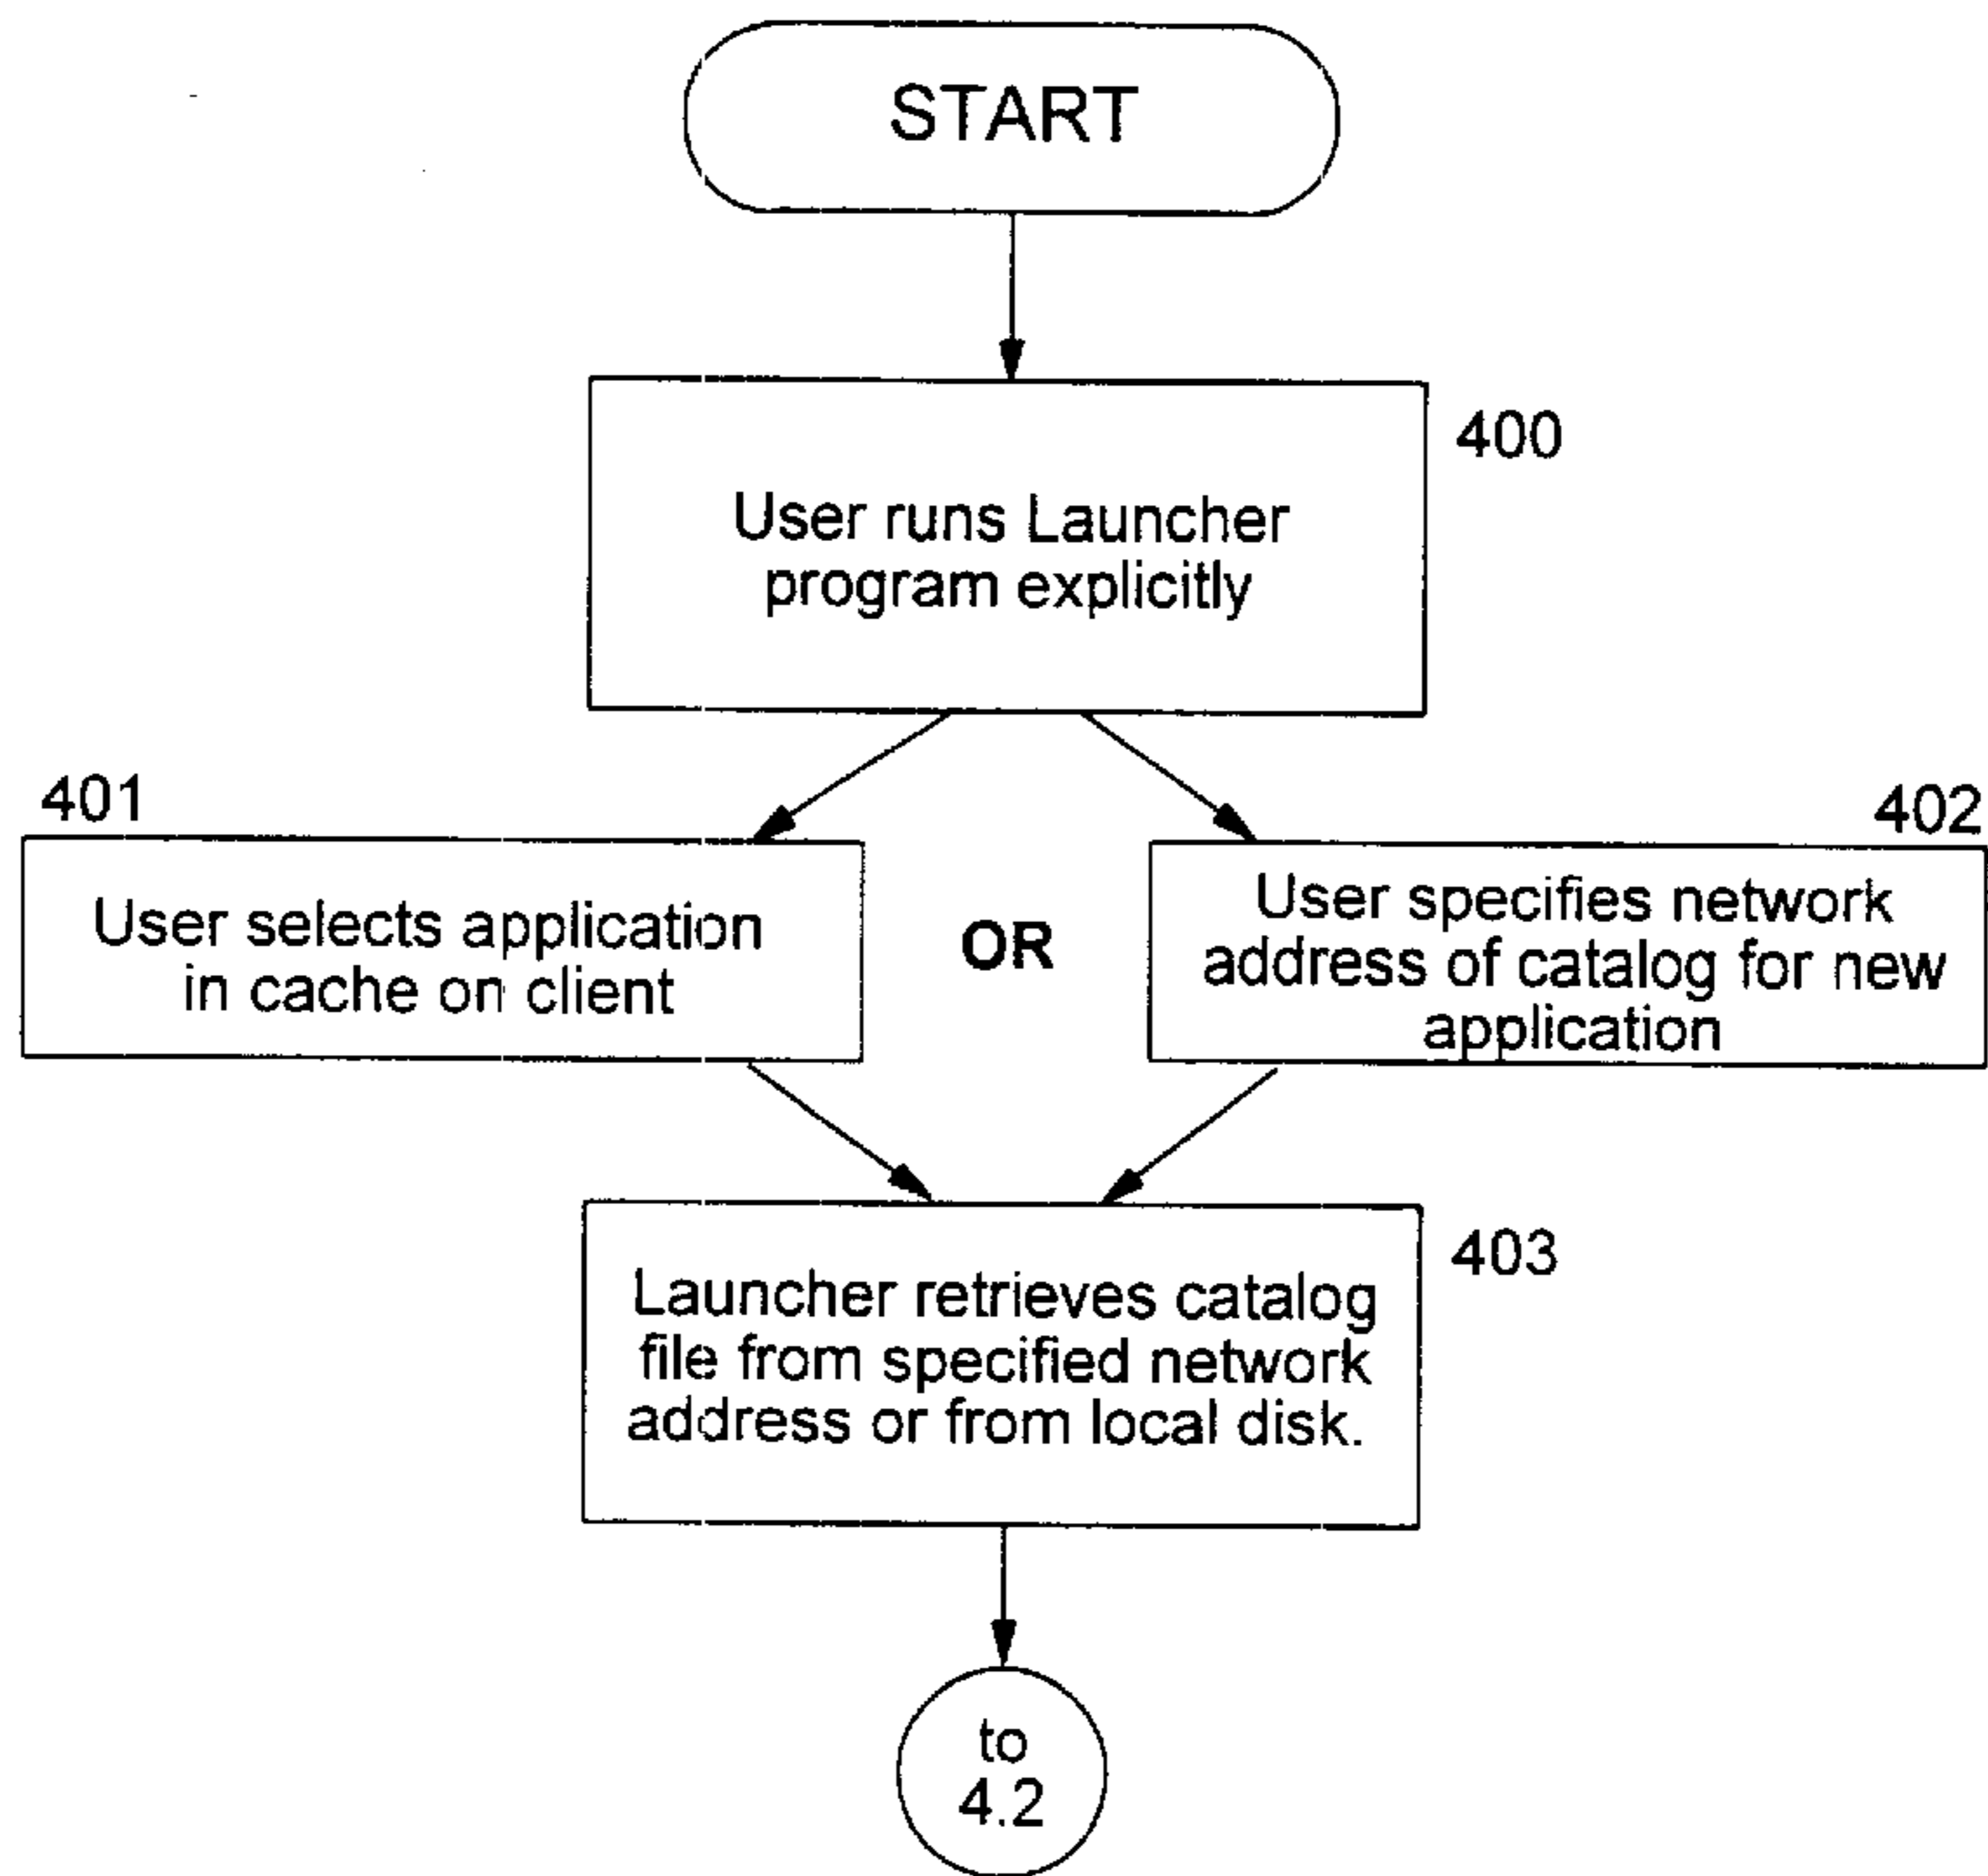 START
400
User runs Launcher
program explicitly
401
402
User selects application
in cache on client
OR
User specifies network
address of catalog for new
application
403
Launcher retrieves catalog
file from specified network
address or from local disk.
to
4.2